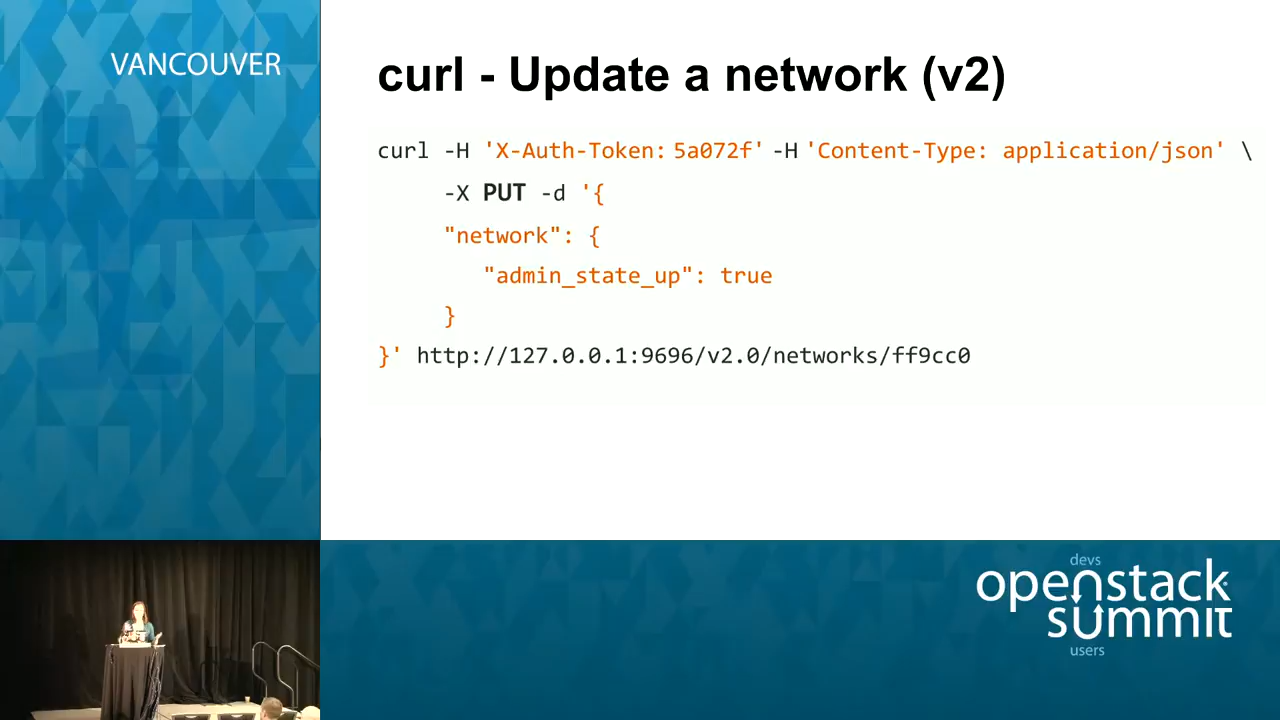 VANCOUVER
curl - Update a network (v2)
curl -H 'X-Auth-Token: 5a072f' -H 'Content-Type: application/json' \
-X PUT -d '{
"network": {
"admin_state_up": true
}
}' http://127.0.0.1:9696/v2.0/networks/ff9cc0
devs
openstack
summit
users